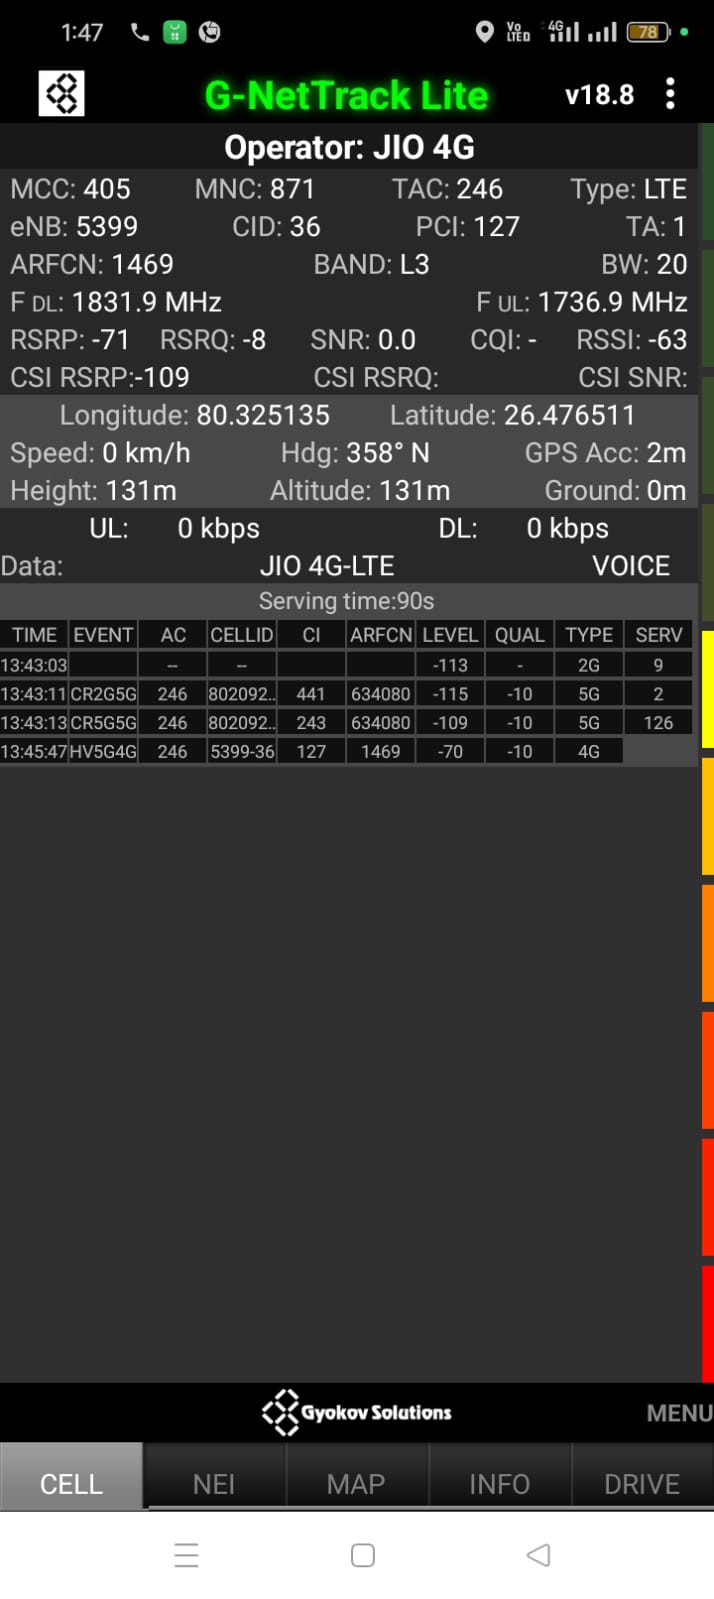 1:47 Vo LTED 4G 78
G-NetTrack Lite v18.8
Operator: JIO 4G
MCC: 405 MNC: 871 TAC: 246 Type: LTE
eNB: 5399 CID: 36 PCI: 127 TA: 1
ARFCN: 1469 BAND: L3 BW: 20
F DL: 1831.9 MHz F UL: 1736.9 MHz
RSRP: -71 RSRQ: -8 SNR: 0.0 CQI: - RSSI: -63
CSI RSRP:-109 CSI RSRQ: CSI SNR:
Longitude: 80.325135 Latitude: 26.476511
Speed: 0 km/h Hdg: 358° N GPS Acc: 2m
Height: 131m Altitude: 131m Ground: 0m
UL: 0 kbps DL: 0 kbps
Data: JIO 4G-LTE VOICE
Serving time:90s
TIME EVENT AC CELLID CI ARFCN LEVEL QUAL TYPE SERV
13:43:03 -- -- -113 - 2G 9
13:43:11 CR2G5G 246 802092.. 441 634080 -115 -10 5G 2
13:43:13 CR5G5G 246 802092.. 243 634080 -109 -10 5G 126
13:45:47 HV5G4G 246 5399-36 127 1469 -70 -10 4G
Gyokov Solutions MENU
CELL NEI MAP INFO DRIVE